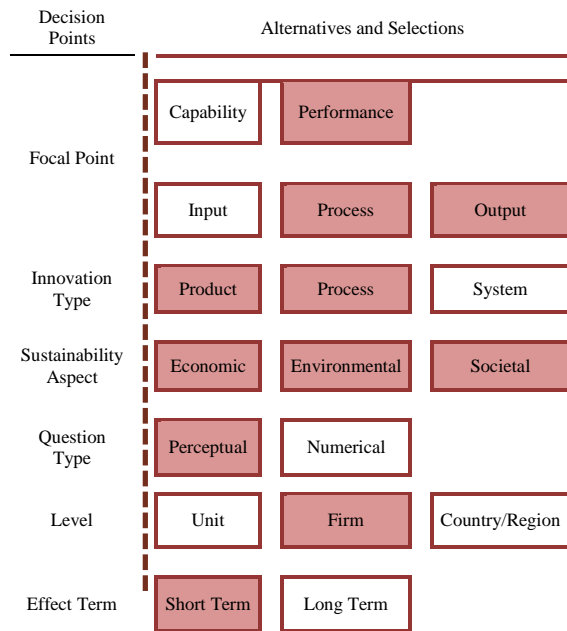 Decision
Points
Alternatives and Selections
Focal Point
Capability
Performance
Input
Process
Output
Innovation
Type
Product
Process
System
Sustainability
Aspect
Economic
Environmental
Societal
Question
Type
Perceptual
Numerical
Level
Unit
Firm
Country/Region
Effect Term
Short Term
Long Term